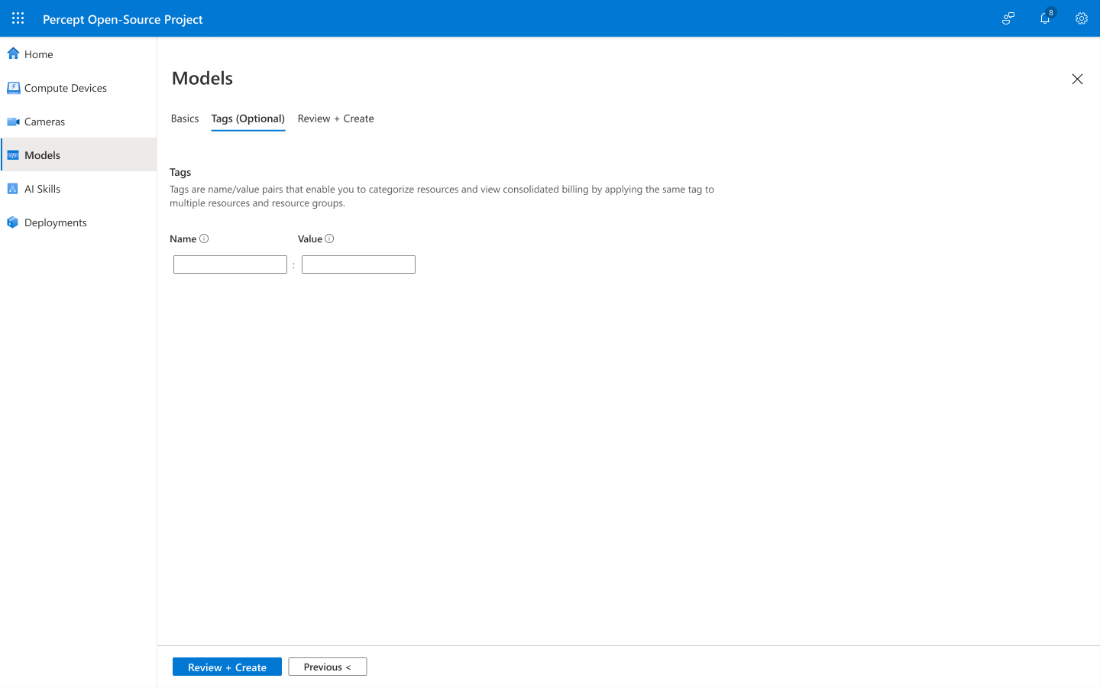 Percept Open-Source Project
8
Home
Compute Devices
Cameras
Models
AI Skills
Deployments
Models
Basics Tags (Optional) Review + Create
Tags
Tags are name/value pairs that enable you to categorize resources and view consolidated billing by applying the same tag to
multiple resources and resource groups.
Name Value
:
Review + Create Previous <